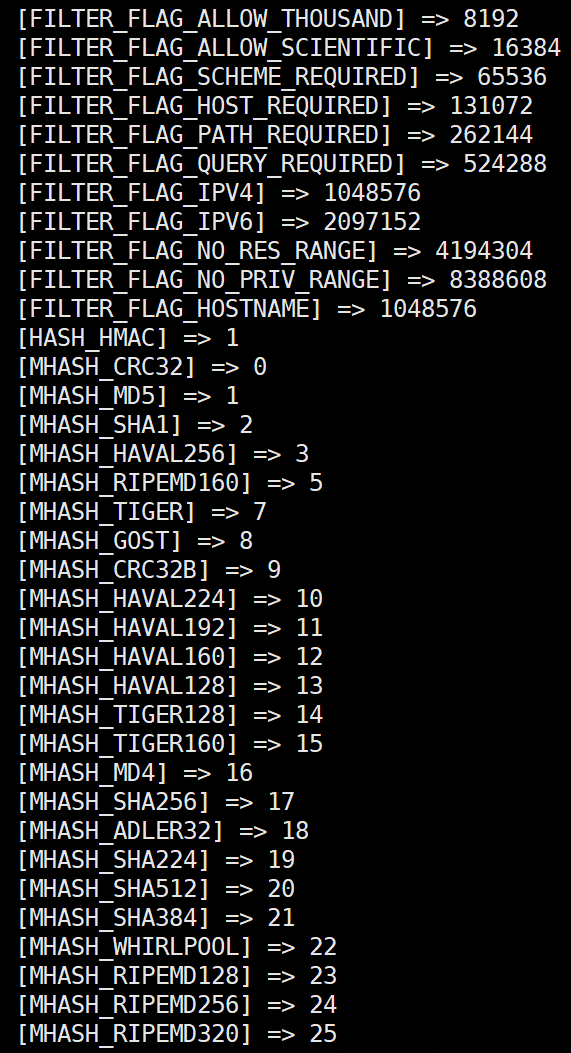 [FILTER_FLAG_ALLOW_THOUSAND] => 8192
[FILTER_FLAG_ALLOW_SCIENTIFIC] => 16384
[FILTER_FLAG_SCHEME_REQUIRED] => 65536
[FILTER_FLAG_HOST_REQUIRED] => 131072
[FILTER_FLAG_PATH_REQUIRED] => 262144
[FILTER_FLAG_QUERY_REQUIRED] => 524288
[FILTER_FLAG_IPV4] => 1048576
[FILTER_FLAG_IPV6] => 2097152
[FILTER_FLAG_NO_RES_RANGE] => 4194304
[FILTER_FLAG_NO_PRIV_RANGE] => 8388608
[FILTER_FLAG_HOSTNAME] => 1048576
[HASH_HMAC] => 1
[MHASH_CRC32] => 0
[MHASH_MD5] => 1
[MHASH_SHA1] => 2
[MHASH_HAVAL256] => 3
[MHASH_RIPEMD160] => 5
[MHASH_TIGER] => 7
[MHASH_GOST] => 8
[MHASH_CRC32B] => 9
[MHASH_HAVAL224] => 10
[MHASH_HAVAL192] => 11
[MHASH_HAVAL160] => 12
[MHASH_HAVAL128] => 13
[MHASH_TIGER128] => 14
[MHASH_TIGER160] => 15
[MHASH_MD4] => 16
[MHASH_SHA256] => 17
[MHASH_ADLER32] => 18
[MHASH_SHA224] => 19
[MHASH_SHA512] => 20
[MHASH_SHA384] => 21
[MHASH_WHIRLPOOL] => 22
[MHASH_RIPEMD128] => 23
[MHASH_RIPEMD256] => 24
[MHASH_RIPEMD320] => 25